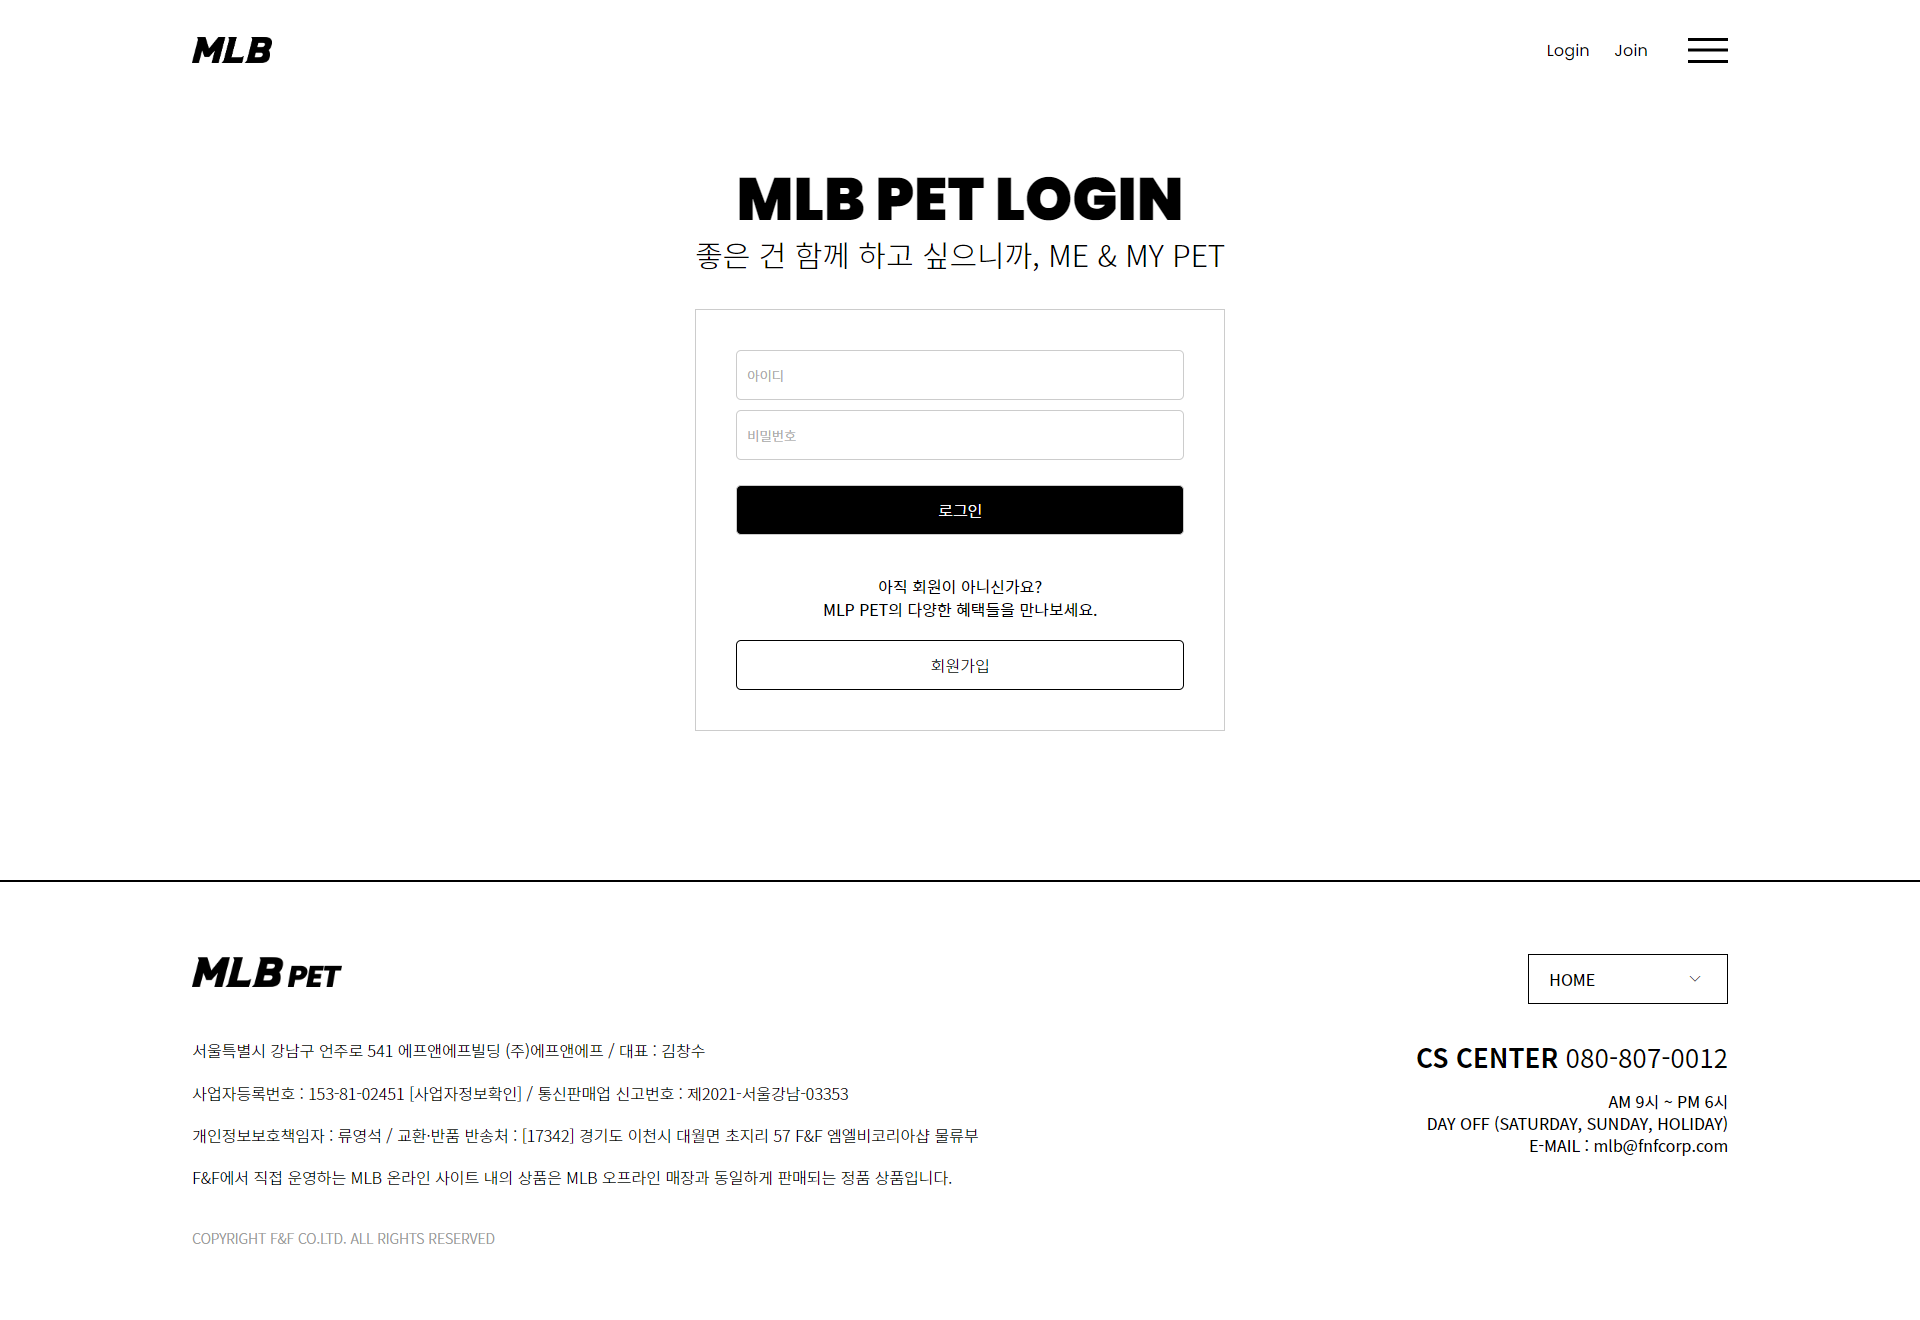 MLB
Login Join
MLB PET LOGIN
좋은 건 함께 하고 싶으니까, ME & MY PET
아이디
비밀번호
로그인
아직 회원이 아니신가요?
MLP PET의 다양한 혜택들을 만나보세요.
회원가입
MLB PET
HOME
서울특별시 강남구 언주로 541 에프앤에프빌딩 (주)에프앤에프 / 대표 : 김창수
사업자등록번호 : 153-81-02451 [사업자정보확인] / 통신판매업 신고번호 : 제2021-서울강남-03353
개인정보보호책임자 : 류영석 / 교환·반품 반송처 : [17342] 경기도 이천시 대월면 초지리 57 F&F 엠엘비코리아샵 물류부
F&F에서 직접 운영하는 MLB 온라인 사이트 내의 상품은 MLB 오프라인 매장과 동일하게 판매되는 정품 상품입니다.
COPYRIGHT F&F CO.LTD. ALL RIGHTS RESERVED
CS CENTER 080-807-0012
AM 9시 ~ PM 6시
DAY OFF (SATURDAY, SUNDAY, HOLIDAY)
E-MAIL : mlb@fnfcorp.com